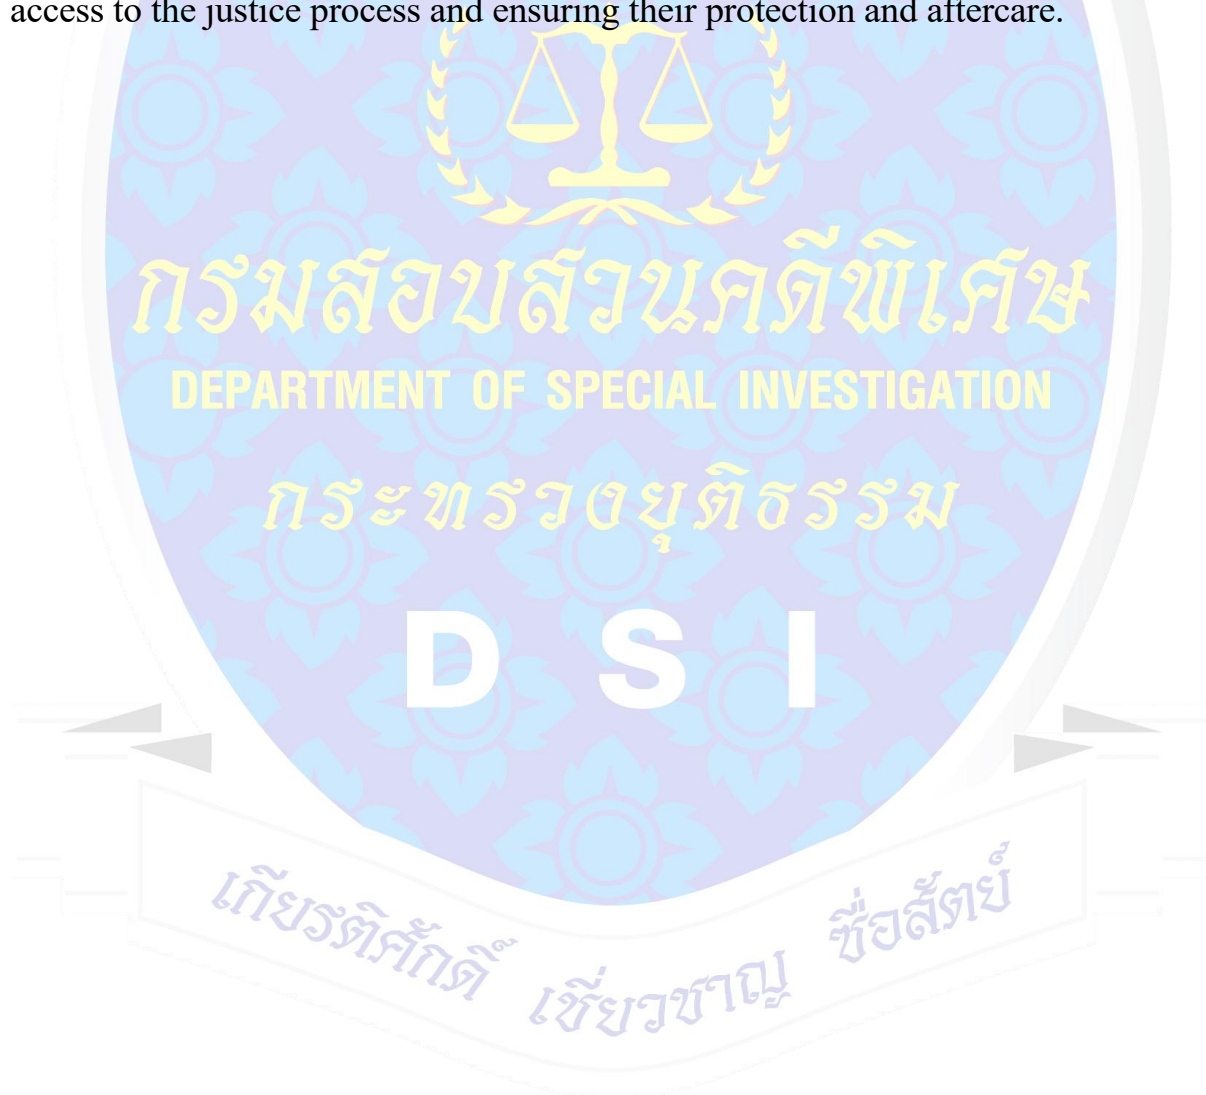 access to the justice process and ensuring their protection and aftercare.
กรมสอบสวนคดีพิเศษ
DEPARTMENT OF SPECIAL INVESTIGATION
กระทรวงยุติธรรม
D S I
เกียรติศักดิ์ เชี่ยวชาญ ซื่อสัตย์